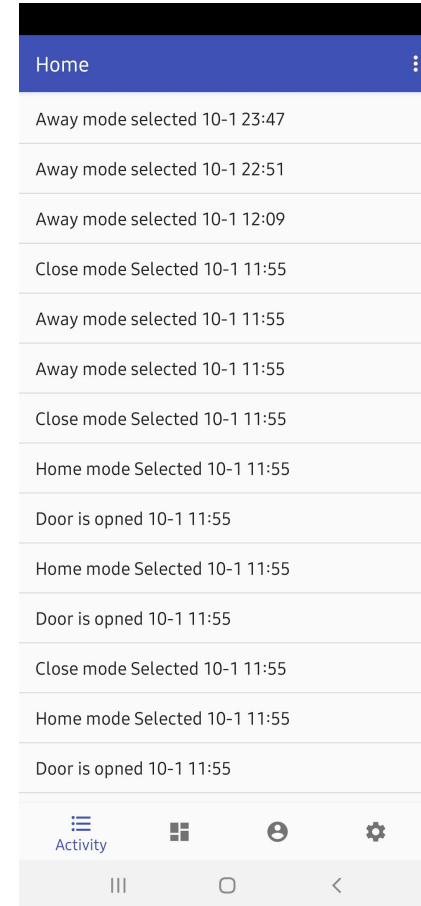 Home
Away mode selected 10-1 23:47
Away mode selected 10-1 22:51
Away mode selected 10-1 12:09
Close mode Selected 10-1 11:55
Away mode selected 10-1 11:55
Away mode selected 10-1 11:55
Close mode Selected 10-1 11:55
Home mode Selected 10-1 11:55
Door is opned 10-1 11:55
Home mode Selected 10-1 11:55
Door is opned 10-1 11:55
Close mode Selected 10-1 11:55
Home mode Selected 10-1 11:55
Door is opned 10-1 11:55
Activity